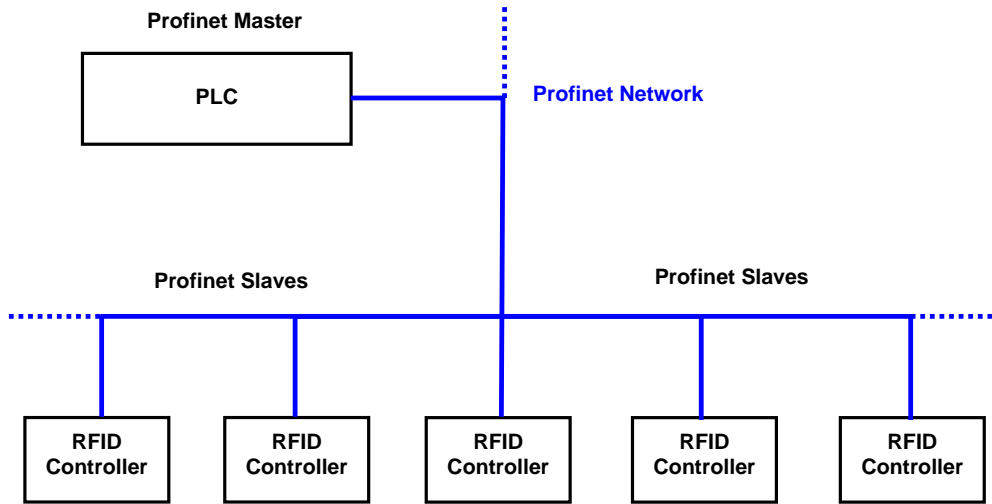 Profinet Master
PLC
Profinet Network
Profinet Slaves
Profinet Slaves
RFID
Controller
RFID
Controller
RFID
Controller
RFID
Controller
RFID
Controller